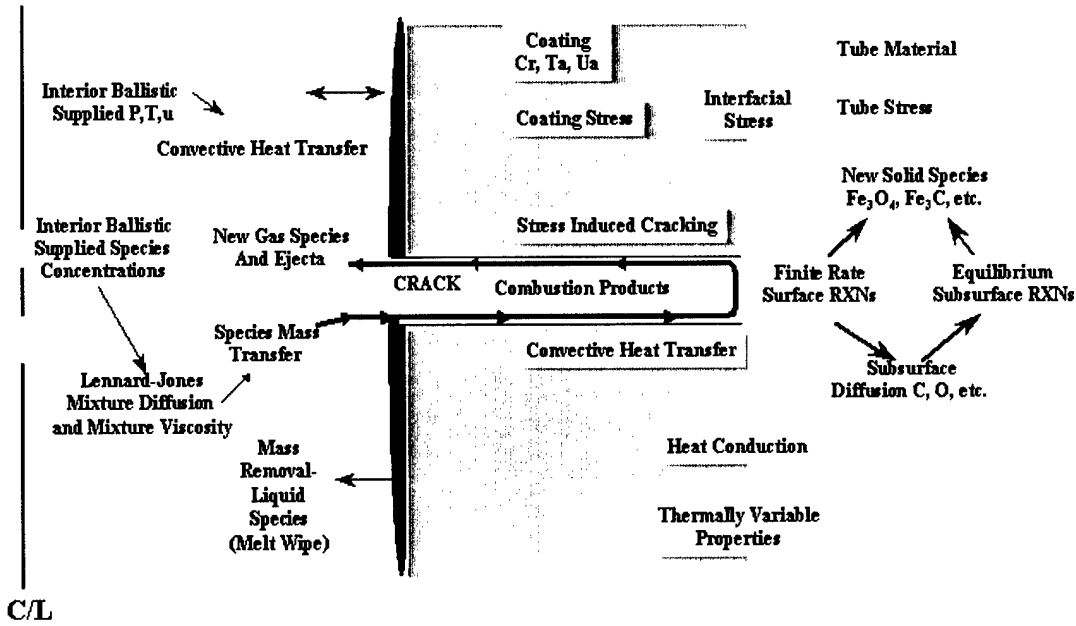 Coating
Cr, Ta, Ua
Tube Material
Interior Ballistic
Supplied P,T,u
Coating Stress
Interfacial
Stress
Tube Stress
Convective Heat Transfer
New Solid Species
Fe3O4, Fe3C, etc.
Interior Ballistic
Supplied Species
Concentrations
New Gas Species
And Ejecta
Stress Induced Cracking
CRACK
Combustion Products
Finite Rate
Surface RXNs
Equilibrium
Subsurface RXNs
Species Mass
Transfer
Convective Heat Transfer
Lennard-Jones
Mixture Diffusion
and Mixture Viscosity
Subsurface
Diffusion C, O, etc.
Mass
Removal-
Liquid
Species
(Melt Wipe)
Heat Conduction
Thermally Variable
Properties
C/L